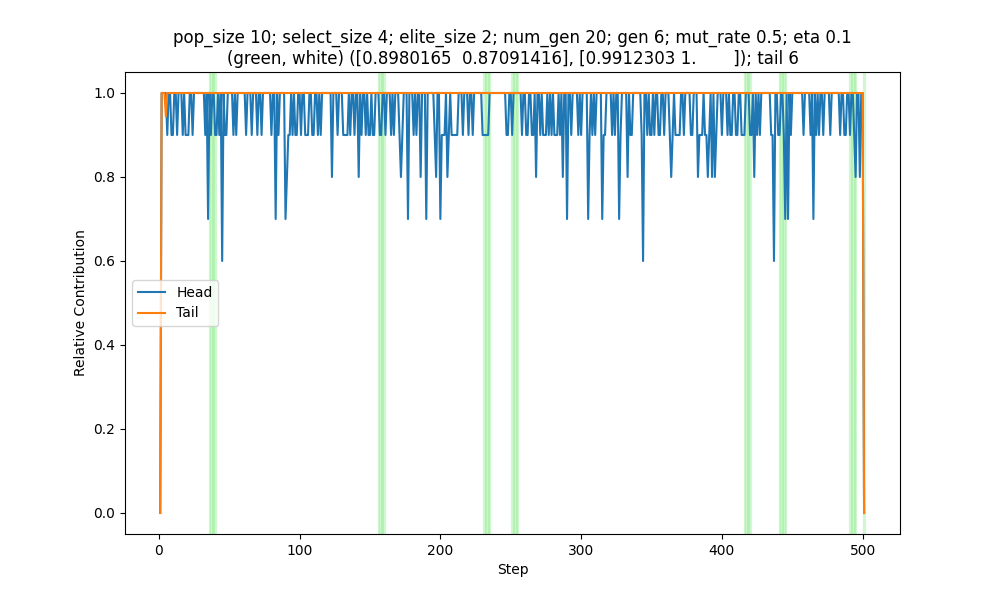 pop_size 10; select_size 4; elite_size 2; num_gen 20; gen 6; mut_rate 0.5; eta 0.1
(green, white) ([0.8980165  0.87091416], [0.9912303 1.        ]); tail 6
1.0
0.8
0.6
0.4
0.2
0.0
Relative Contribution
Head
Tail
0
100
200
300
400
500
Step